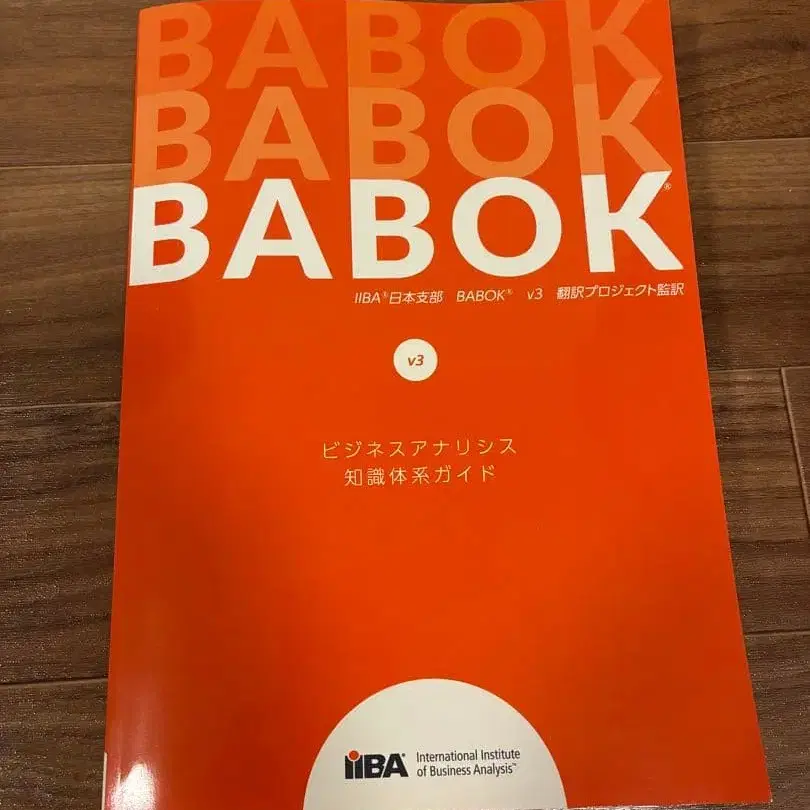 BABOK
BABOK
BABOK®
IIBA®日本支部 BABOK® v3 翻訳プロジェクト監訳
v3
ビジネスアナリシス
知識体系ガイド
iiBA® International Institute
of Business Analysis™